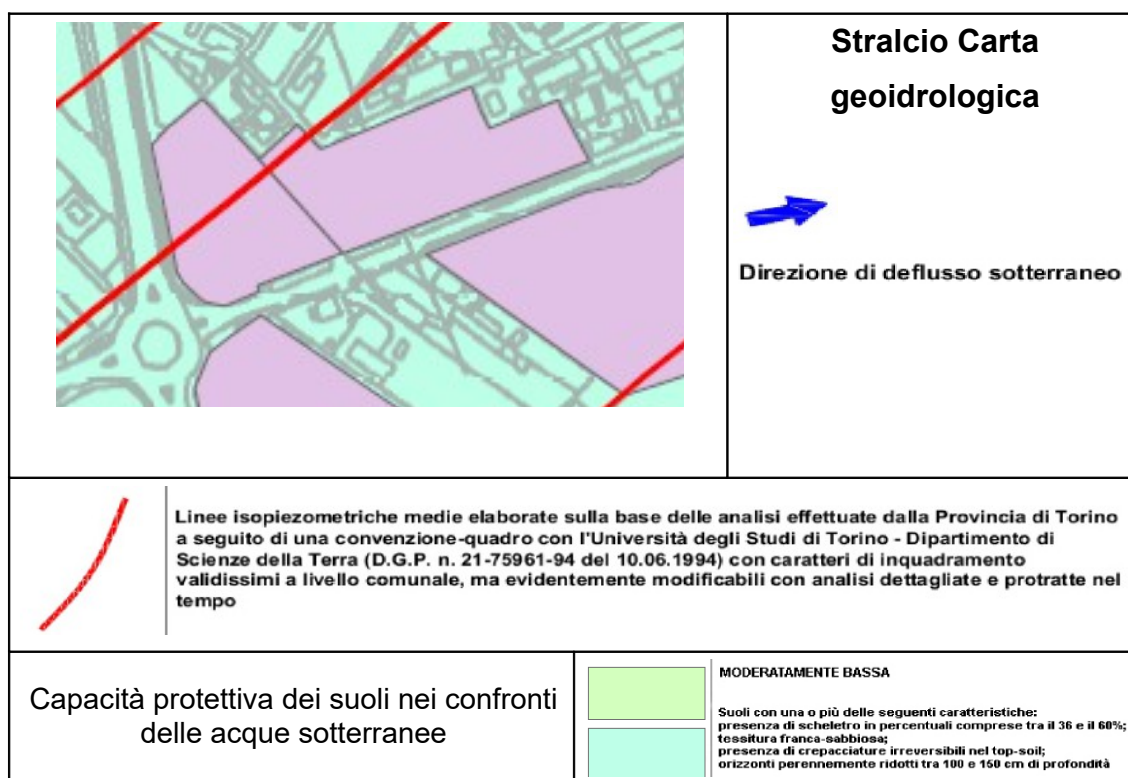 Stralcio Carta
geoidrologica
Direzione di deflusso sotterraneo
Linee isopiezometriche medie elaborate sulla base delle analisi effettuate dalla Provincia di Torino
a seguito di una convenzione-quadro con l'Università degli Studi di Torino - Dipartimento di
Scienze della Terra (D.G.P. n. 21-75961-94 del 10.06.1994) con caratteri di inquadramento
validissimi a livello comunale, ma evidentemente modificabili con analisi dettagliate e protratte nel
tempo
Capacità protettiva dei suoli nei confronti
delle acque sotterranee
MODERATAMENTE BASSA
Suoli con una o più delle seguenti caratteristiche:
presenza di scheletro in percentuali comprese tra il 36 e il 60%;
tessitura franca-sabbiosa;
presenza di crepacciature irreversibili nel top-soil;
orizzonti perennemente ridotti tra 100 e 150 cm di profondità